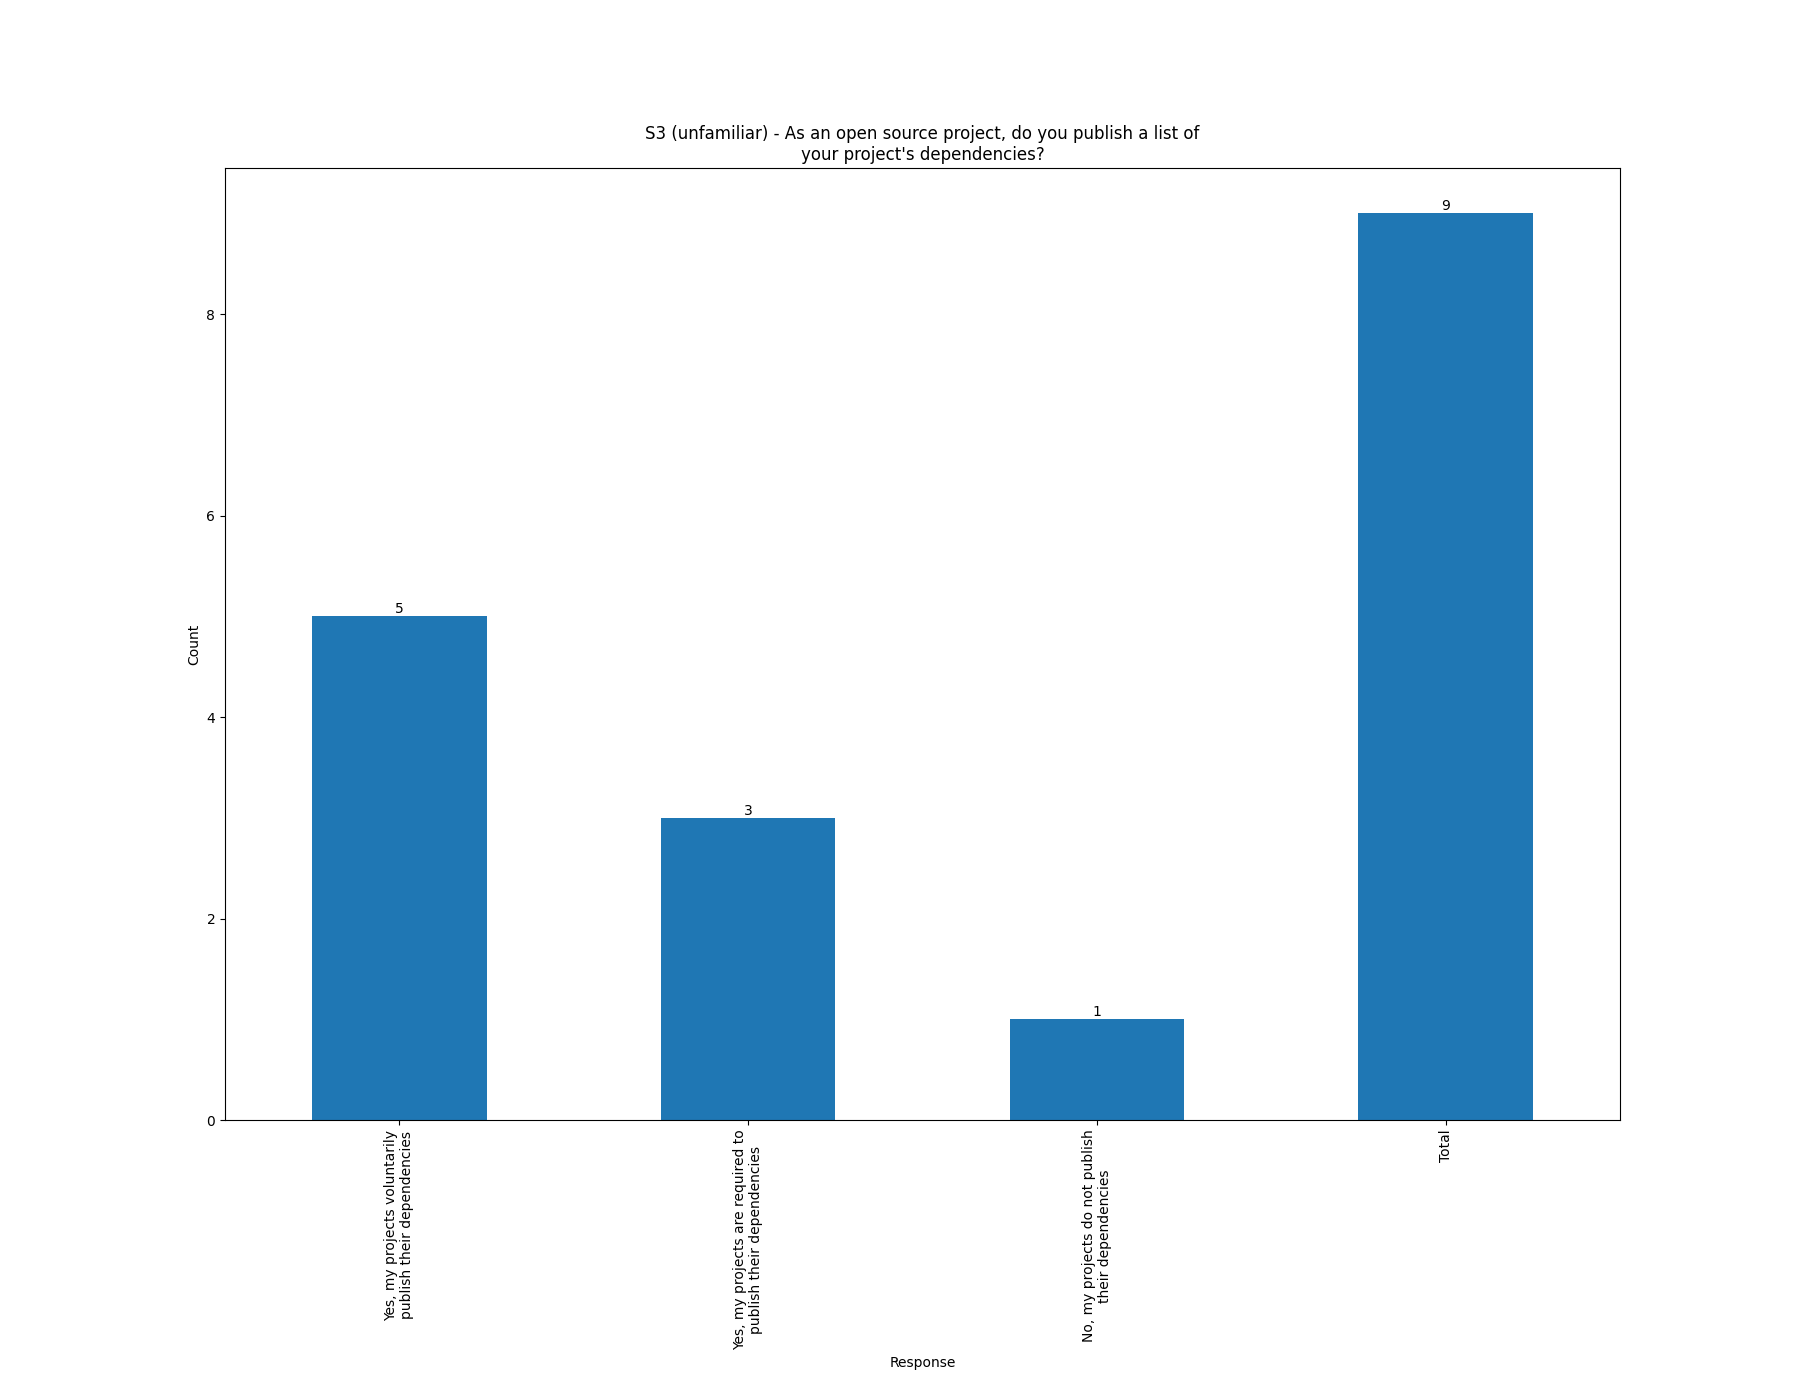 S3 (unfamiliar) - As an open source project, do you publish a list of
your project's dependencies?
9
8
6
5
Count
4
3
2
1
0
Yes, my projects voluntarily
publish their dependencies
Yes, my projects are required to
publish their dependencies
No, my projects do not publish
their dependencies
Total
Response